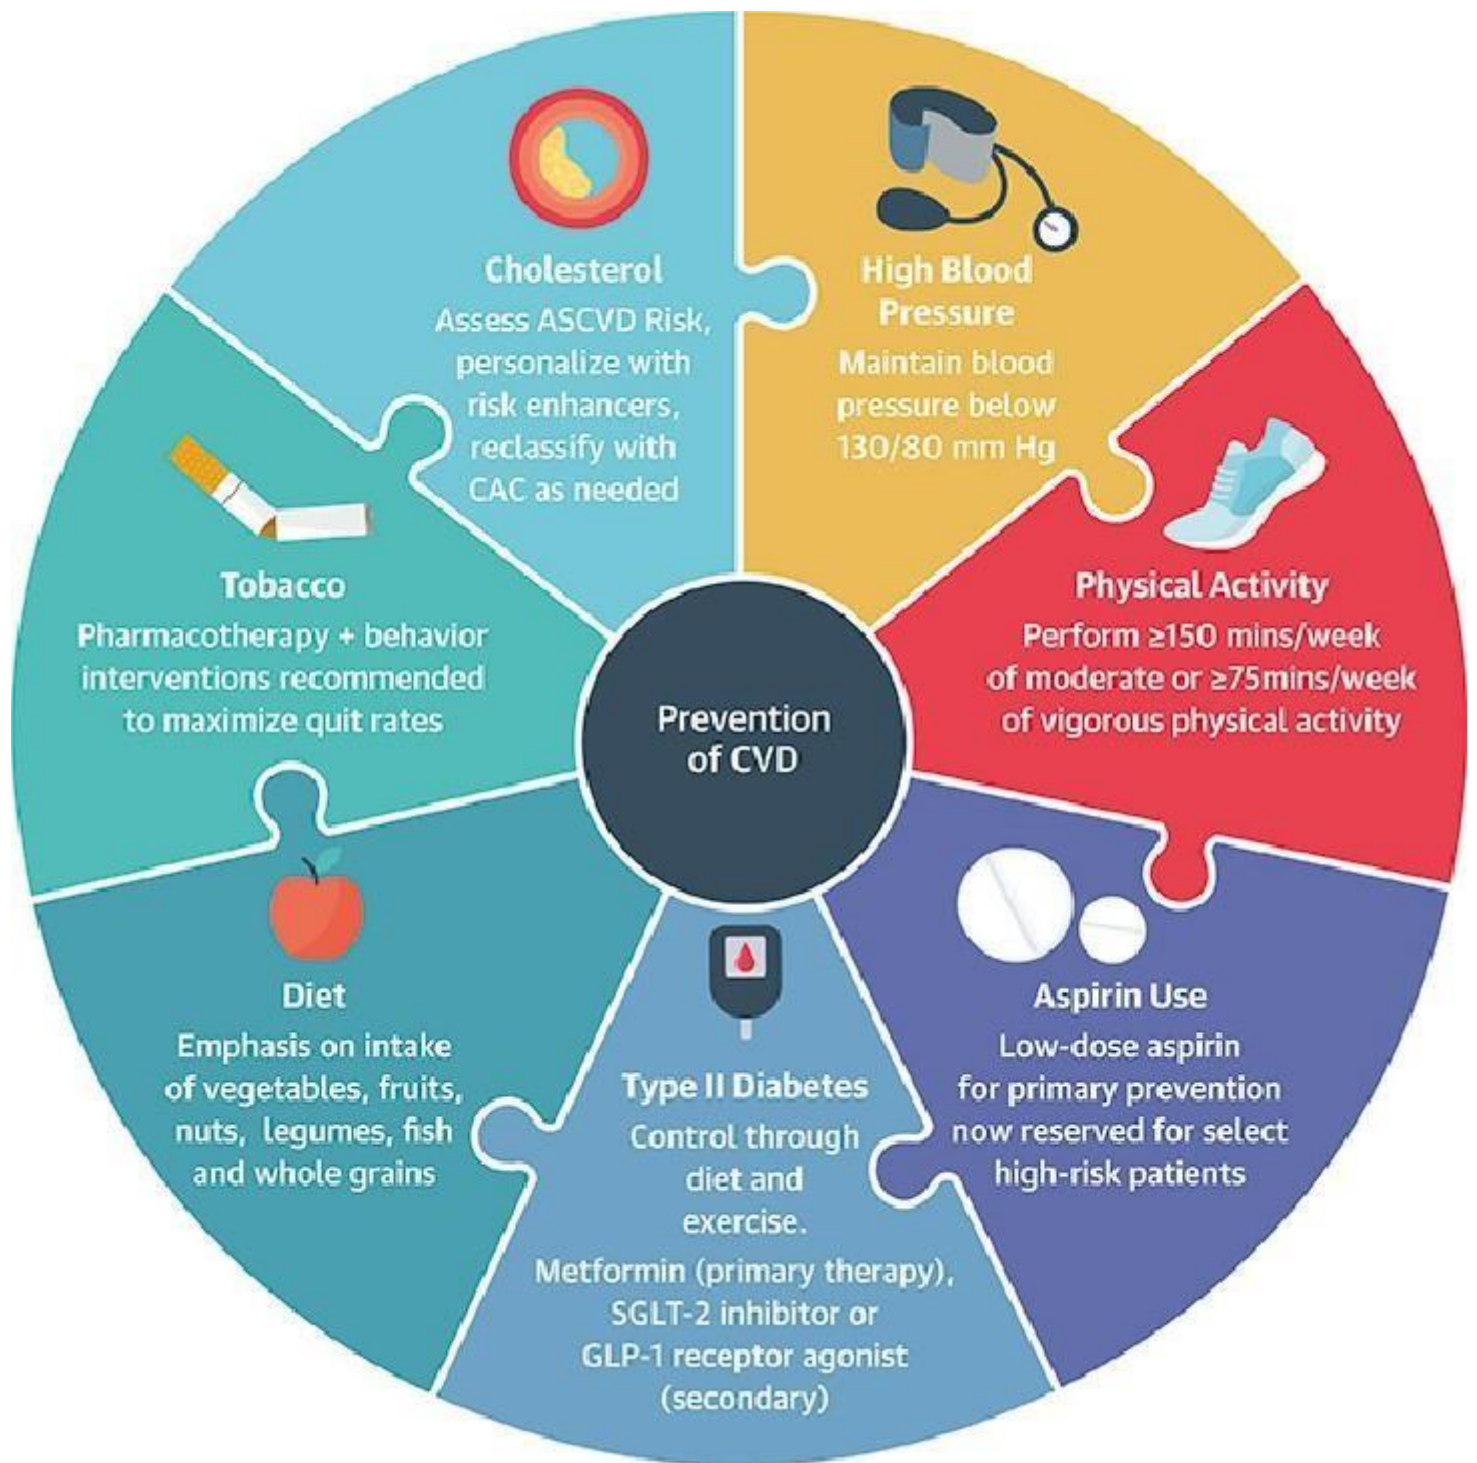 Cholesterol
Assess ASCVD Risk,
personalize with
risk enhancers,
reclassify with
CAC as needed
High Blood
Pressure
Maintain blood
pressure below
130/80 mm Hg
Physical Activity
Perform ≥150 mins/week
of moderate or ≥75mins/week
of vigorous physical activity
Aspirin Use
Low-dose aspirin
for primary prevention
now reserved for select
high-risk patients
Type II Diabetes
Control through
diet and
exercise.
Metformin (primary therapy),
SGLT-2 inhibitor or
GLP-1 receptor agonist
(secondary)
Diet
Emphasis on intake
of vegetables, fruits,
nuts, legumes, fish
and whole grains
Tobacco
Pharmacotherapy + behavior
interventions recommended
to maximize quit rates
Prevention
of CVD